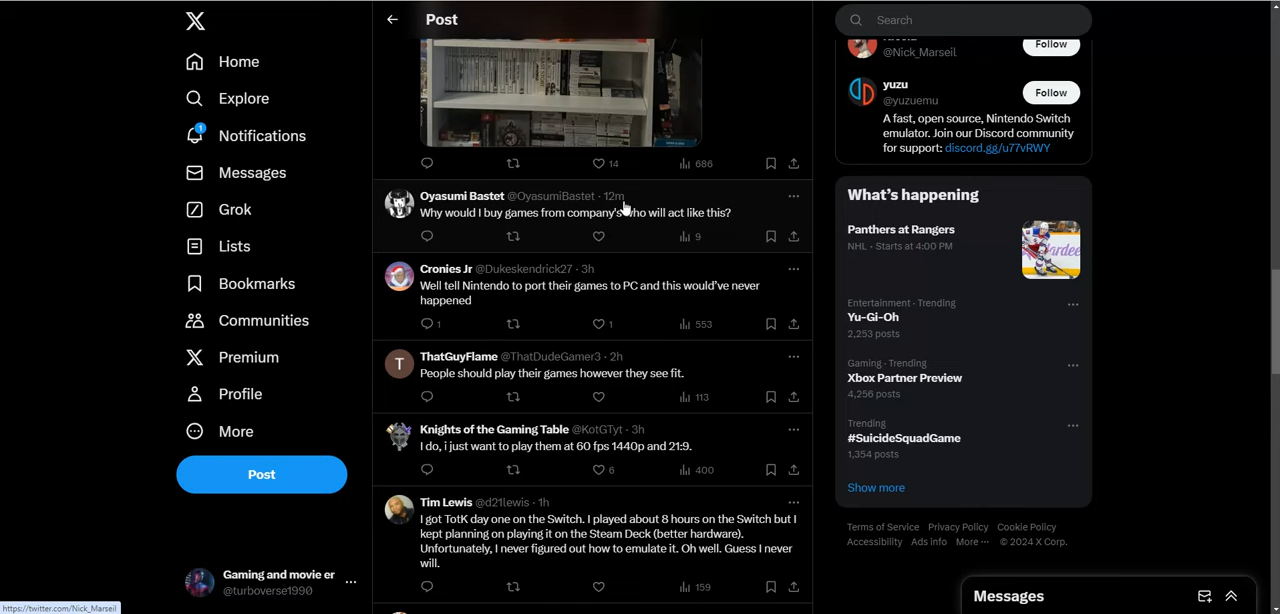 Home
Explore
1
Notifications
Messages
Grok
Lists
Bookmarks
Communities
Premium
Profile
More
Post
Gaming and movie er
@turboverse1990
https://twitter.com/Nick_Marseil
Post
14 686
Oyasumi Bastet @OyasumiBastet · 12m
Why would I buy games from company's who will act like this?
9
Cronies Jr @Dukeskendrick27 · 3h
Well tell Nintendo to port their games to PC and this would've never
happened
1 1 553
T
ThatGuyFlame @ThatDudeGamer3 · 2h
People should play their games however they see fit.
113
Knights of the Gaming Table @KotGTyt · 3h
I do, i just want to play them at 60 fps 1440p and 21:9.
6 400
Tim Lewis @d21lewis · 1h
I got TotK day one on the Switch. I played about 8 hours on the Switch but I
kept planning on playing it on the Steam Deck (better hardware).
Unfortunately, I never figured out how to emulate it. Oh well. Guess I never
will.
159
Search
@Nick_Marseil
Follow
yuzu
@yuzuemu
Follow
A fast, open source, Nintendo Switch
emulator. Join our Discord community
for support: discord.gg/u77vRWY
What's happening
Panthers at Rangers
NHL · Starts at 4:00 PM
Entertainment · Trending
Yu-Gi-Oh
2,253 posts
Gaming · Trending
Xbox Partner Preview
4,256 posts
Trending
#SuicideSquadGame
1,354 posts
Show more
Terms of Service Privacy Policy Cookie Policy
Accessibility Ads info More ··· © 2024 X Corp.
Messages